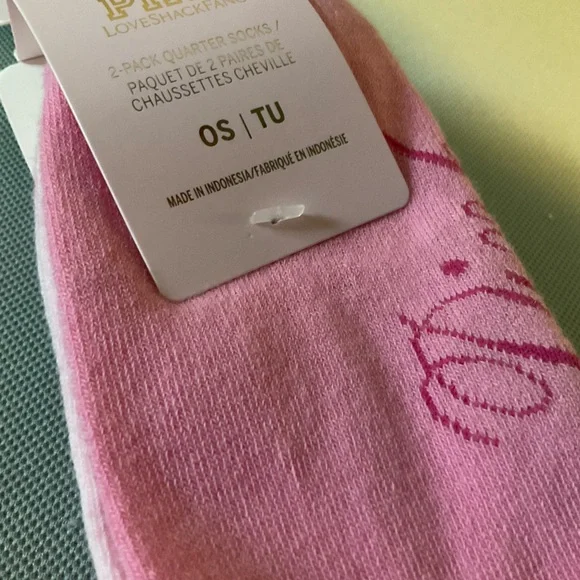 LOVESHACKFANCY
2-PACK QUARTER SOCKS /
PAQUET DE 2 PAIRES DE
CHAUSSETTES CHEVILLE
OS | TU
MADE IN INDONESIA/FABRIQUÉ EN INDONÉSIE